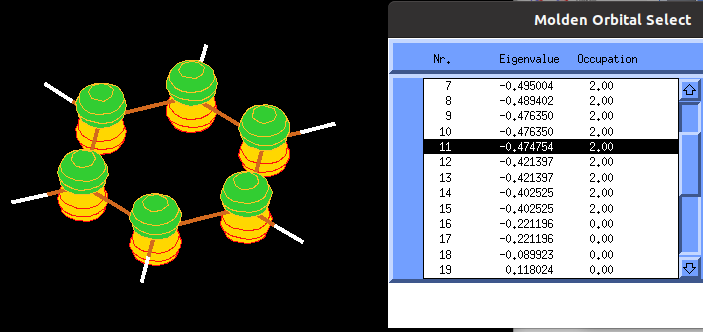 Molden Orbital Select
Nr. Eigenvalue Occupation
7 -0.495004 2.00
8 -0.489402 2.00
9 -0.476350 2.00
10 -0.476350 2.00
11 -0.474754 2.00
12 -0.421397 2.00
13 -0.421397 2.00
14 -0.402525 2.00
15 -0.402525 2.00
16 -0.221196 0.00
17 -0.221196 0.00
18 -0.089923 0.00
19 0.118024 0.00